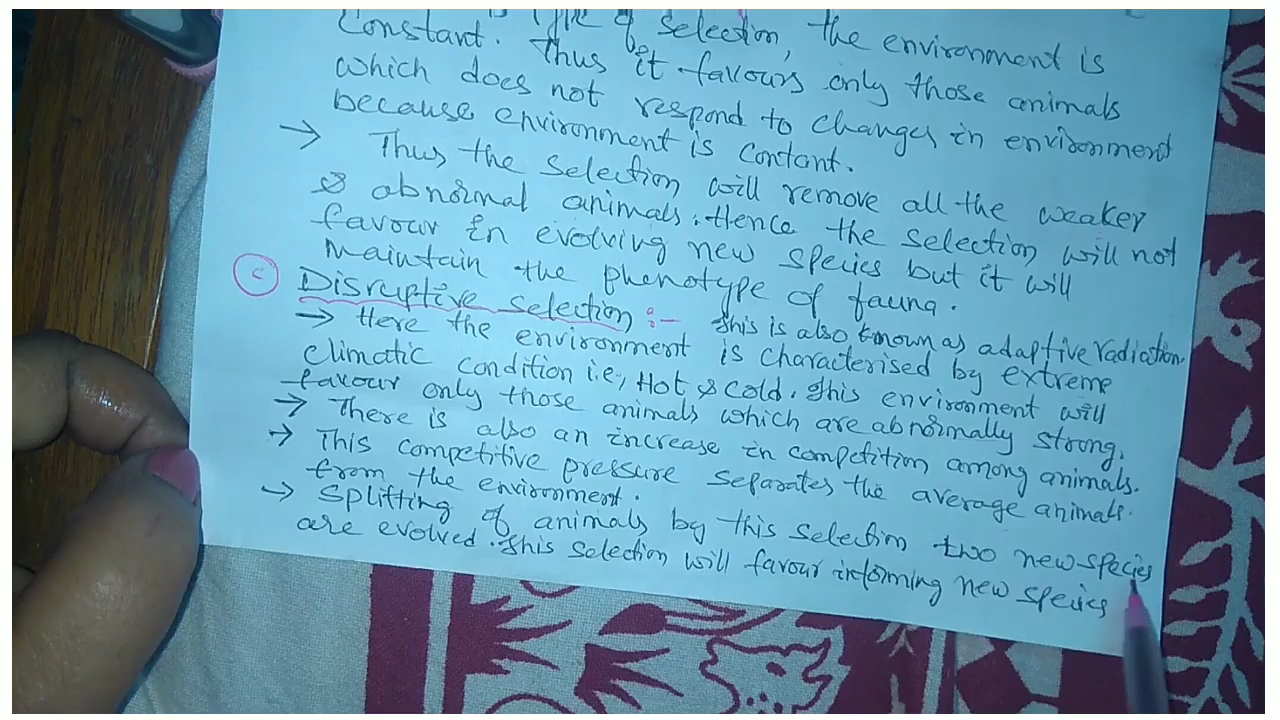 of Selection, the environment is
Constant. Thus it favours only those animals
which does not respond to changes in environment
because environment is contant.
→ Thus the selection will remove all the weaker
& abnormal animals. Hence the selection will not
favour in evolving new species but it will
maintain the phenotype of fauna.
c Disruptive selection :- This is also known as adaptive radiation.
→ Here the environment is characterised by extreme
climatic condition i.e., Hot & cold. This environment will
favour only those animals which are abnormally strong.
→ There is also an increase in competition among animals.
→ This competitive pressure separates the average animals
from the environment.
→ Splitting of animals by this selection two new species
are evolved. This selection will favour informing new species